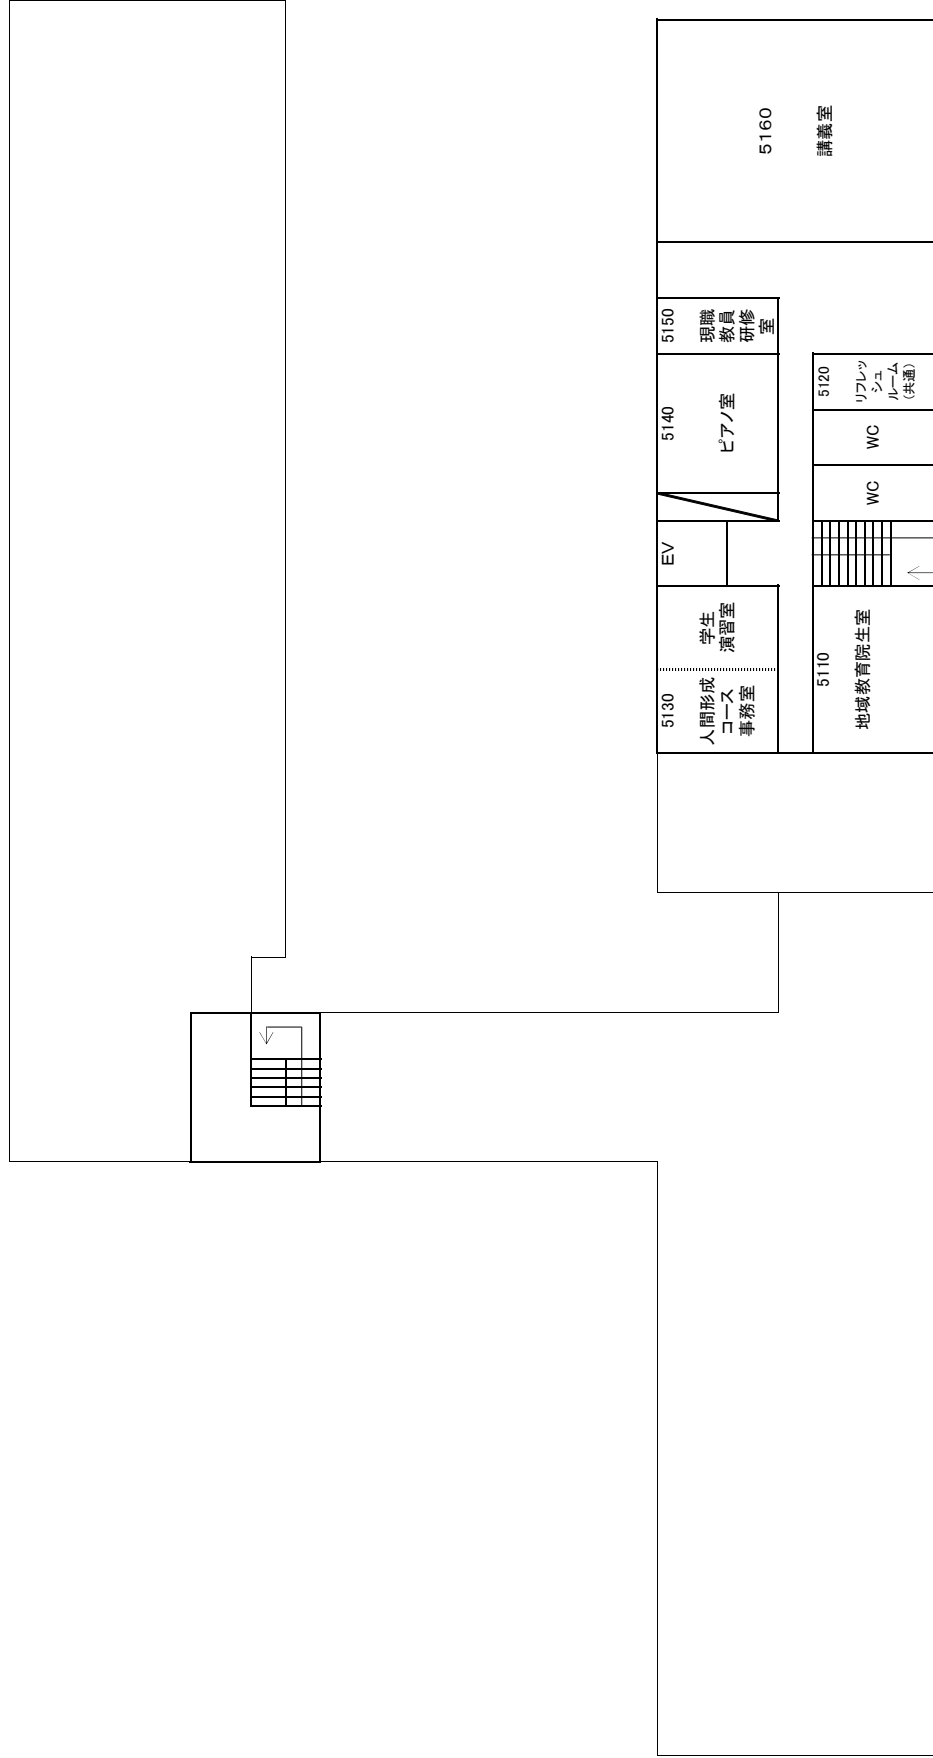 5160
講義室
5150
現職
教員
研修
室
5140
ピアノ室
EV
学生
演習室
5130
人間形成
コース
事務室
5120
リフレッ
シュ
ルーム
(共通)
WC
WC
5110
地域教育院生室